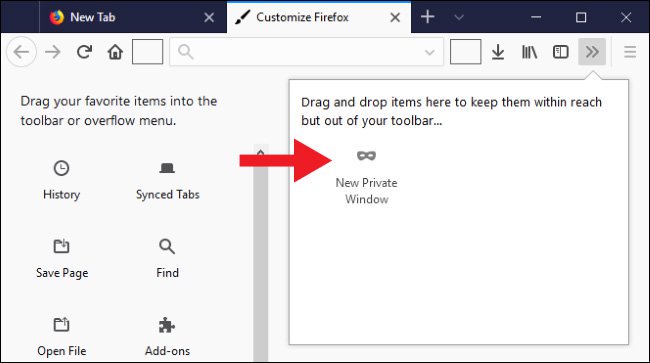 New Tab
Customize Firefox
Drag your favorite items into the
toolbar or overflow menu.
History
Synced Tabs
Save Page
Find
Open File
Add-ons
Drag and drop items here to keep them within reach
but out of your toolbar...
New Private
Window